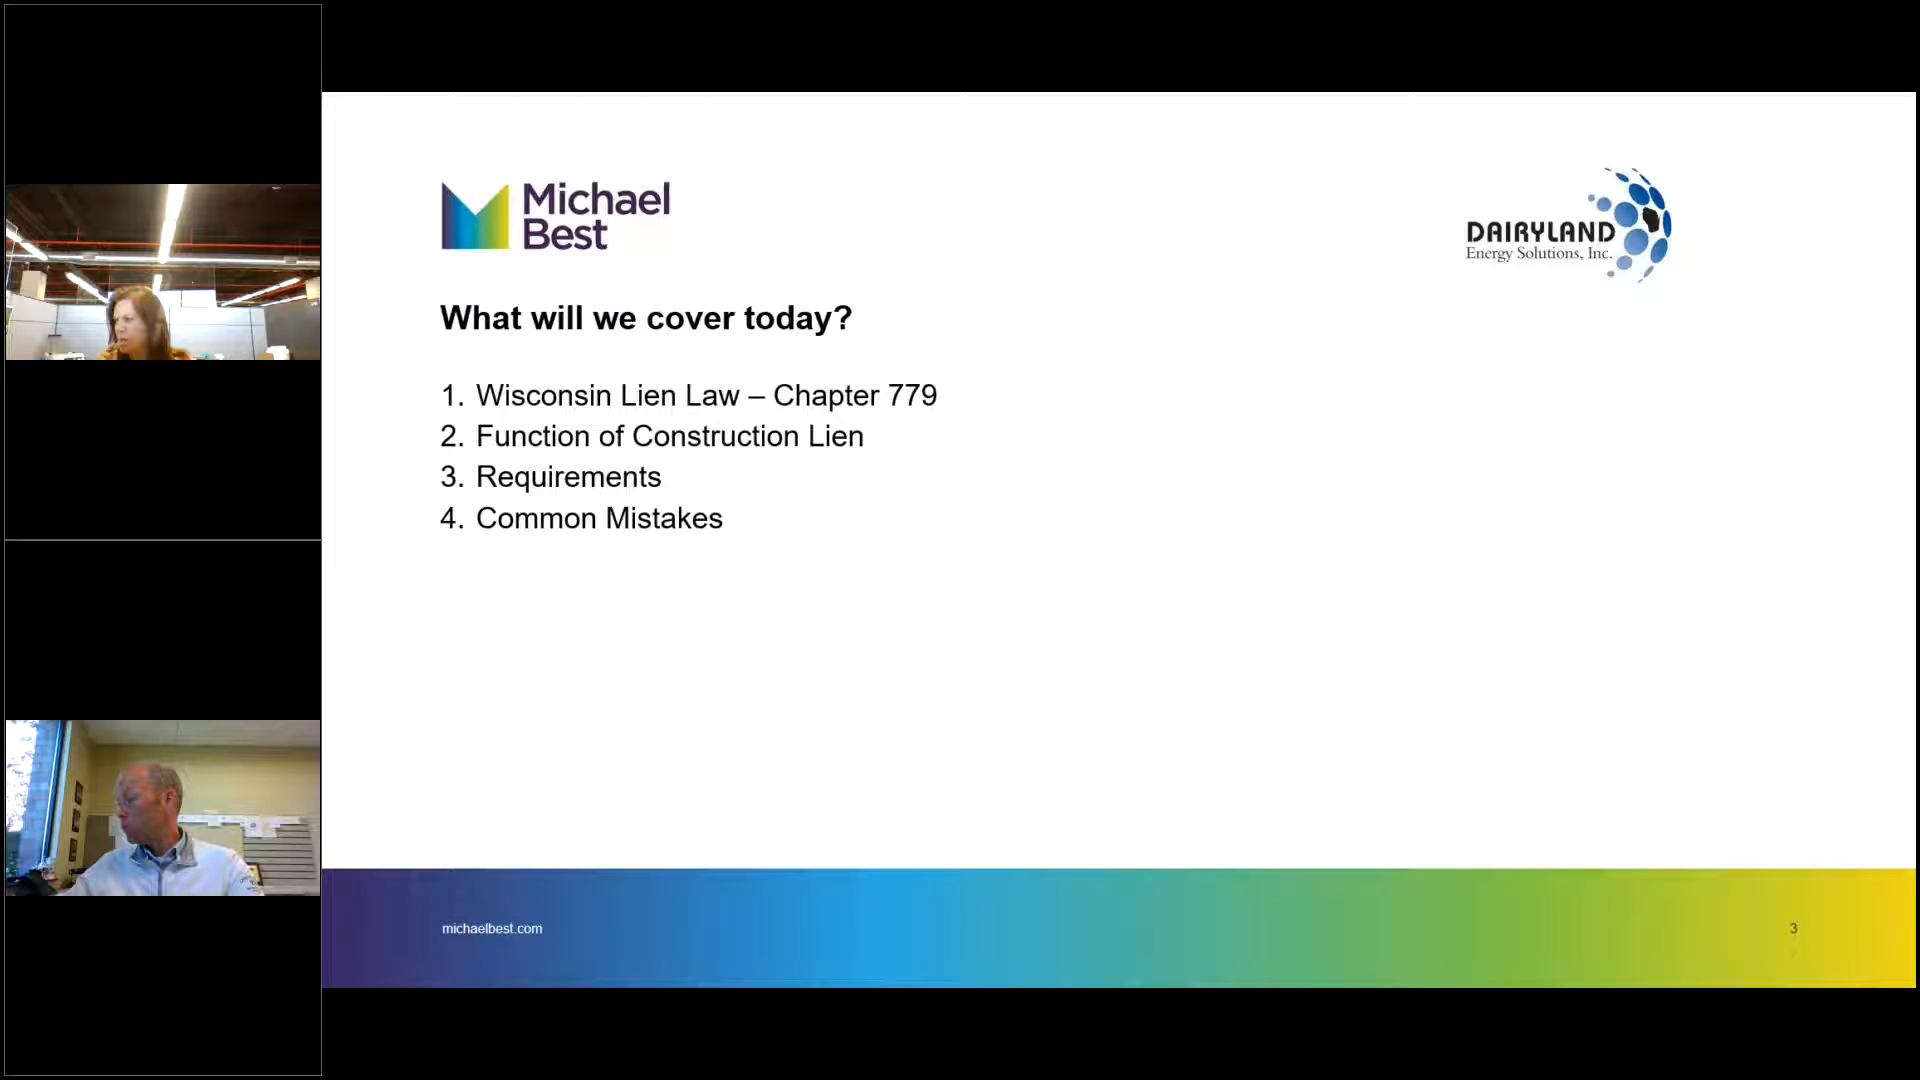 Michael
Best
DAIRYLAND
Energy Solutions, Inc.
What will we cover today?
1. Wisconsin Lien Law – Chapter 779
2. Function of Construction Lien
3. Requirements
4. Common Mistakes
michaelbest.com
3